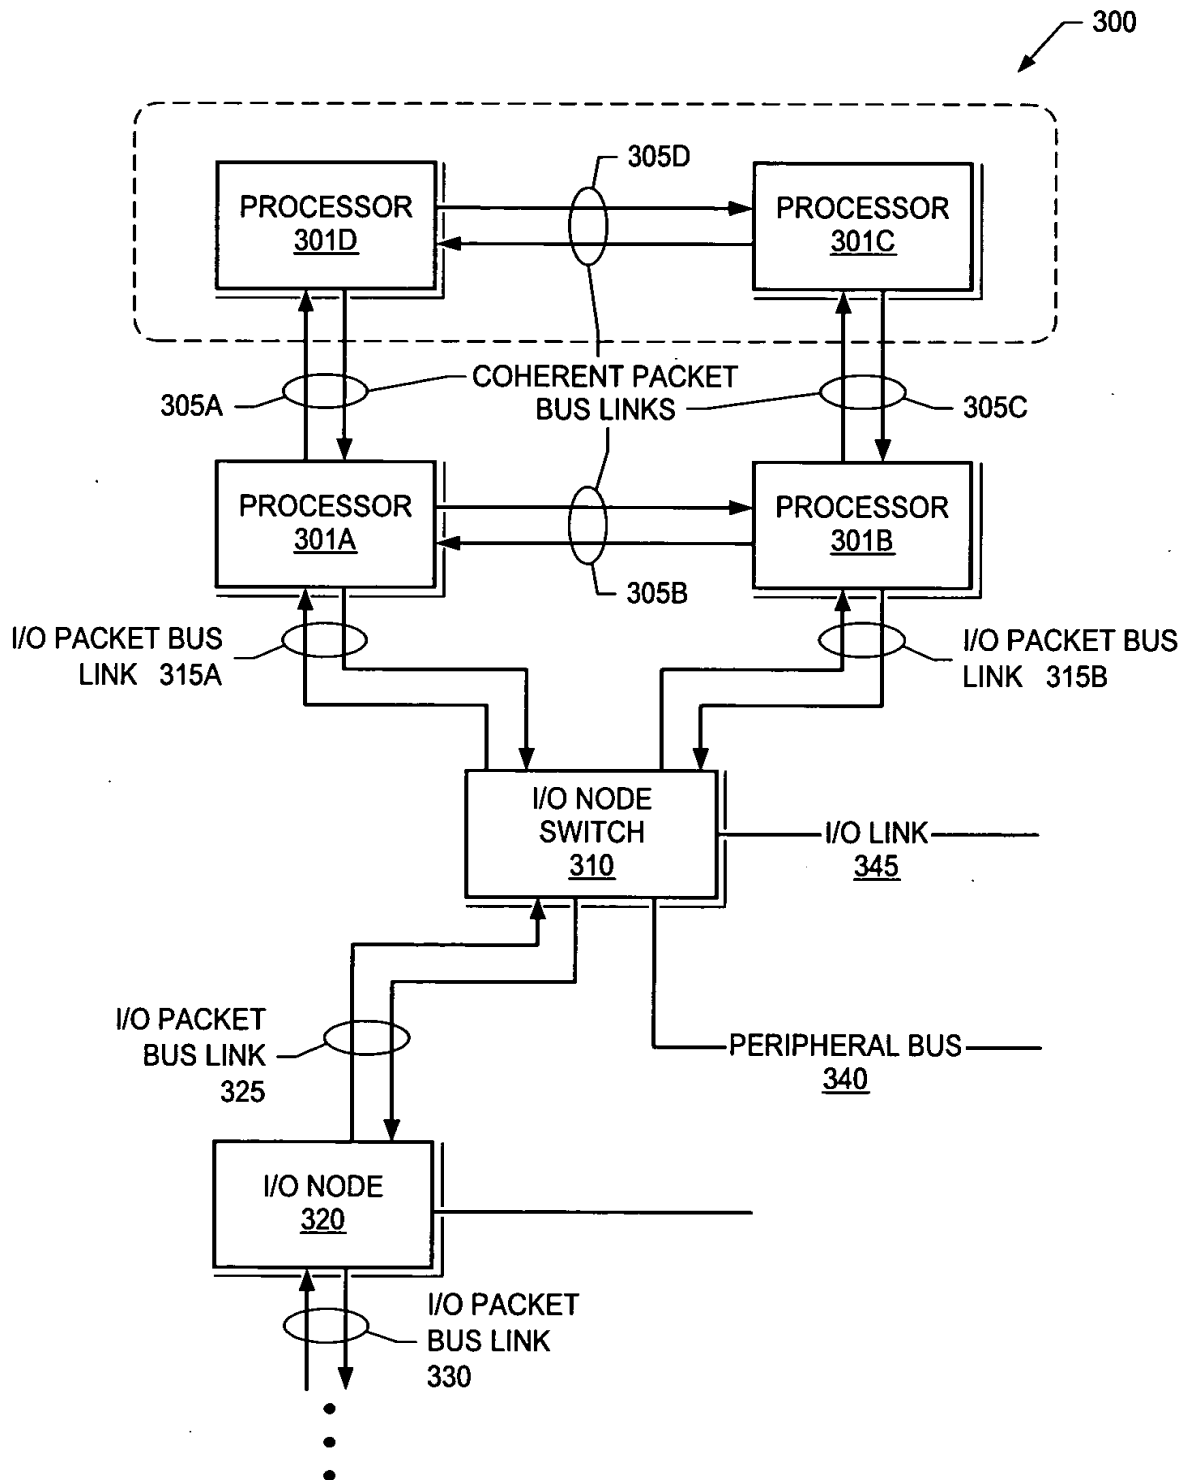 300
305D
PROCESSOR
301D
PROCESSOR
301C
COHERENT PACKET
BUS LINKS
305A
305C
PROCESSOR
301A
PROCESSOR
301B
305B
I/O PACKET BUS
LINK 315A
I/O PACKET BUS
LINK 315B
I/O NODE
SWITCH
310
I/O LINK
345
I/O PACKET
BUS LINK
325
PERIPHERAL BUS
340
I/O NODE
320
I/O PACKET
BUS LINK
330